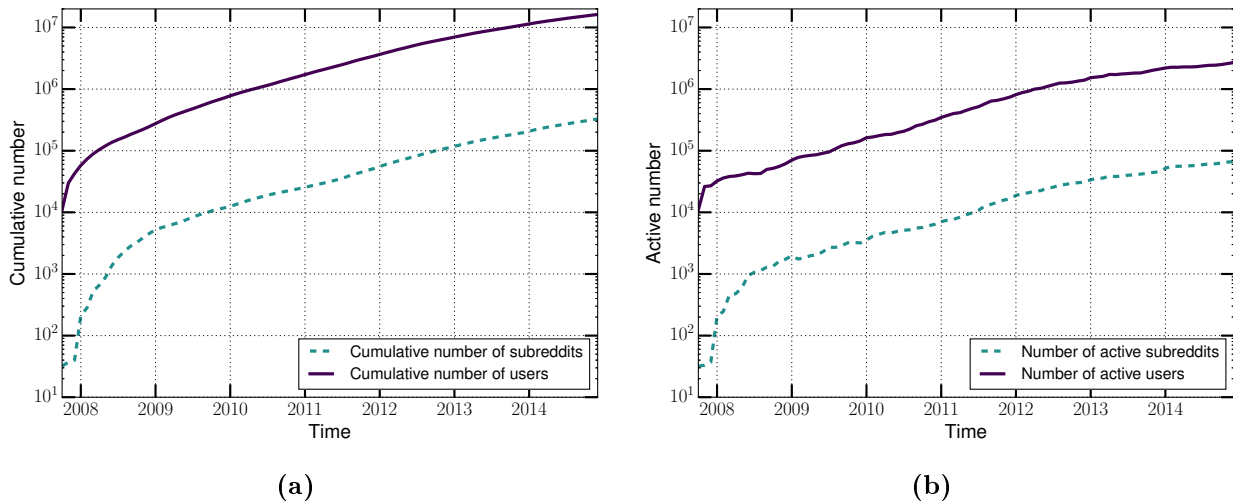 10^7
10^6
10^5
10^4
10^3
10^2
10^1
Cumulative number
2008 2009 2010 2011 2012 2013 2014
Time
Cumulative number of subreddits
Cumulative number of users
(a)
10^7
10^6
10^5
10^4
10^3
10^2
10^1
Active number
2008 2009 2010 2011 2012 2013 2014
Time
Number of active subreddits
Number of active users
(b)